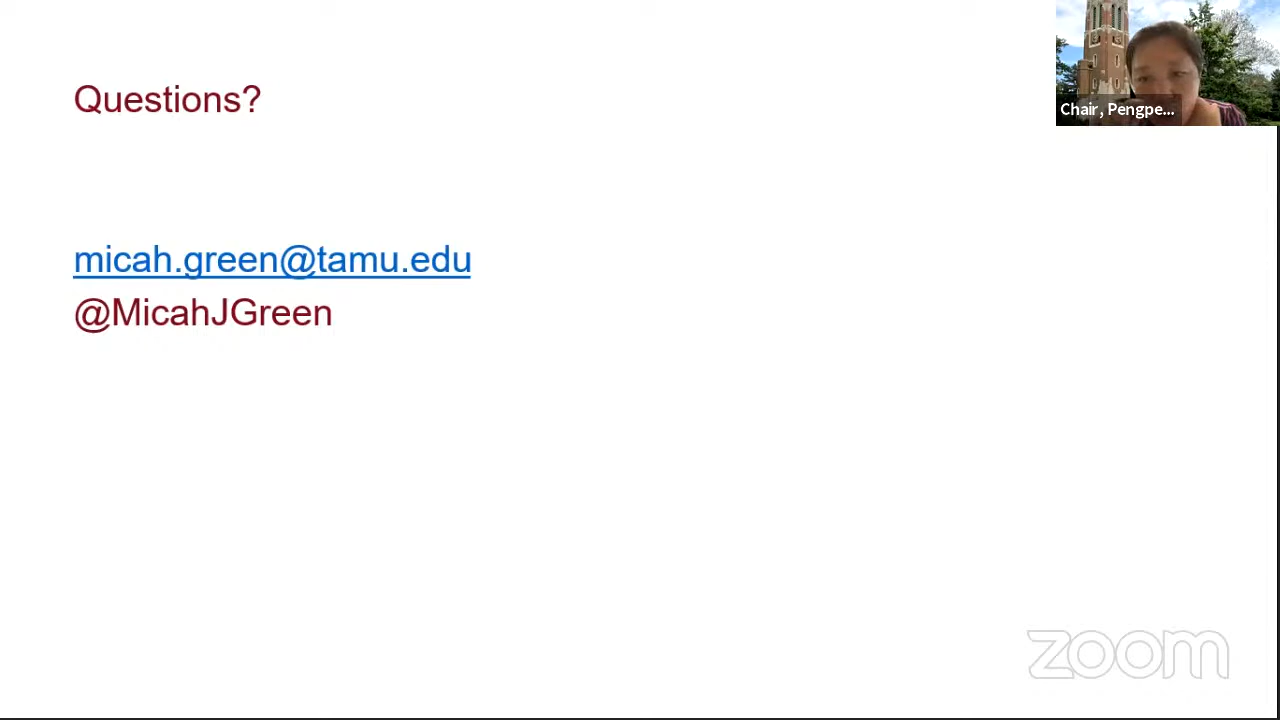 Questions?
Chair, Pengpe...
micah.green@tamu.edu
@MicahJGreen
zoom